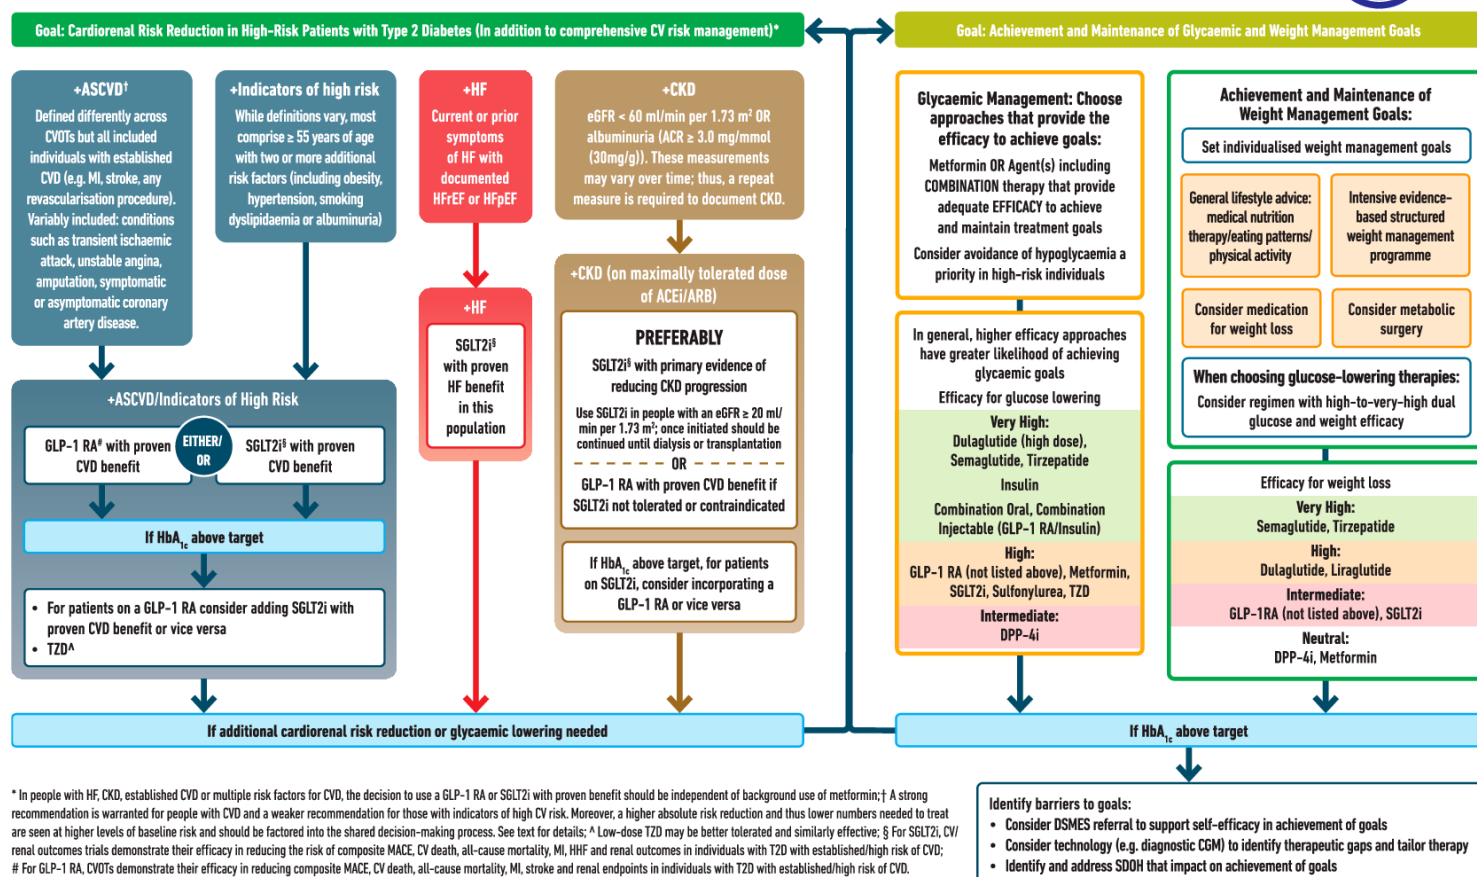 Goal: Cardiorenal Risk Reduction in High-Risk Patients with Type 2 Diabetes (In addition to comprehensive CV risk management)*
Goal: Achievement and Maintenance of Glycaemic and Weight Management Goals
+ASCVD†
Defined differently across
CVOTs but all included
individuals with established
CVD (e.g. MI, stroke, any
revascularisation procedure).
Variably included: conditions
such as transient ischaemic
attack, unstable angina,
amputation, symptomatic
or asymptomatic coronary
artery disease.
+Indicators of high risk
While definitions vary, most
comprise ≥ 55 years of age
with two or more additional
risk factors (including obesity,
hypertension, smoking
dyslipidaemia or albuminuria)
+HF
Current or prior
symptoms
of HF with
documented
HFrEF or HFpEF
+CKD
eGFR < 60 ml/min per 1.73 m² OR
albuminuria (ACR ≥ 3.0 mg/mmol
(30mg/g)). These measurements
may vary over time; thus, a repeat
measure is required to document CKD.
+ASCVD/Indicators of High Risk
GLP-1 RA# with proven
CVD benefit
EITHER/
OR
SGLT2i§ with proven
CVD benefit
If HbA1c above target
• For patients on a GLP-1 RA consider adding SGLT2i with
proven CVD benefit or vice versa
• TZD^
+HF
SGLT2i§
with proven
HF benefit
in this
population
+CKD (on maximally tolerated dose
of ACEi/ARB)
PREFERABLY
SGLT2i§ with primary evidence of
reducing CKD progression
Use SGLT2i in people with an eGFR ≥ 20 ml/
min per 1.73 m²; once initiated should be
continued until dialysis or transplantation
OR
GLP-1 RA with proven CVD benefit if
SGLT2i not tolerated or contraindicated
If HbA1c above target, for patients
on SGLT2i, consider incorporating a
GLP-1 RA or vice versa
If additional cardiorenal risk reduction or glycaemic lowering needed
Glycaemic Management: Choose
approaches that provide the
efficacy to achieve goals:
Metformin OR Agent(s) including
COMBINATION therapy that provide
adequate EFFICACY to achieve
and maintain treatment goals
Consider avoidance of hypoglycaemia a
priority in high-risk individuals
In general, higher efficacy approaches
have greater likelihood of achieving
glycaemic goals
Efficacy for glucose lowering
Very High:
Dulaglutide (high dose),
Semaglutide, Tirzepatide
Insulin
Combination Oral, Combination
Injectable (GLP-1 RA/Insulin)
High:
GLP-1 RA (not listed above), Metformin,
SGLT2i, Sulfonylurea, TZD
Intermediate:
DPP-4i
Achievement and Maintenance of
Weight Management Goals:
Set individualised weight management goals
General lifestyle advice:
medical nutrition
therapy/eating patterns/
physical activity
Intensive evidence-
based structured
weight management
programme
Consider medication
for weight loss
Consider metabolic
surgery
When choosing glucose-lowering therapies:
Consider regimen with high-to-very-high dual
glucose and weight efficacy
Efficacy for weight loss
Very High:
Semaglutide, Tirzepatide
High:
Dulaglutide, Liraglutide
Intermediate:
GLP-1RA (not listed above), SGLT2i
Neutral:
DPP-4i, Metformin
If HbA1c above target
Identify barriers to goals:
• Consider DSMES referral to support self-efficacy in achievement of goals
• Consider technology (e.g. diagnostic CGM) to identify therapeutic gaps and tailor therapy
• Identify and address SDOH that impact on achievement of goals
* In people with HF, CKD, established CVD or multiple risk factors for CVD, the decision to use a GLP-1 RA or SGLT2i with proven benefit should be independent of background use of metformin;† A strong
recommendation is warranted for people with CVD and a weaker recommendation for those with indicators of high CV risk. Moreover, a higher absolute risk reduction and thus lower numbers needed to treat
are seen at higher levels of baseline risk and should be factored into the shared decision-making process. See text for details; ^ Low-dose TZD may be better tolerated and similarly effective; § For SGLT2i, CV/
renal outcomes trials demonstrate their efficacy in reducing the risk of composite MACE, CV death, all-cause mortality, MI, HHF and renal outcomes in individuals with T2D with established/high risk of CVD;
# For GLP-1 RA, CVOTs demonstrate their efficacy in reducing composite MACE, CV death, all-cause mortality, MI, stroke and renal endpoints in individuals with T2D with established/high risk of CVD.